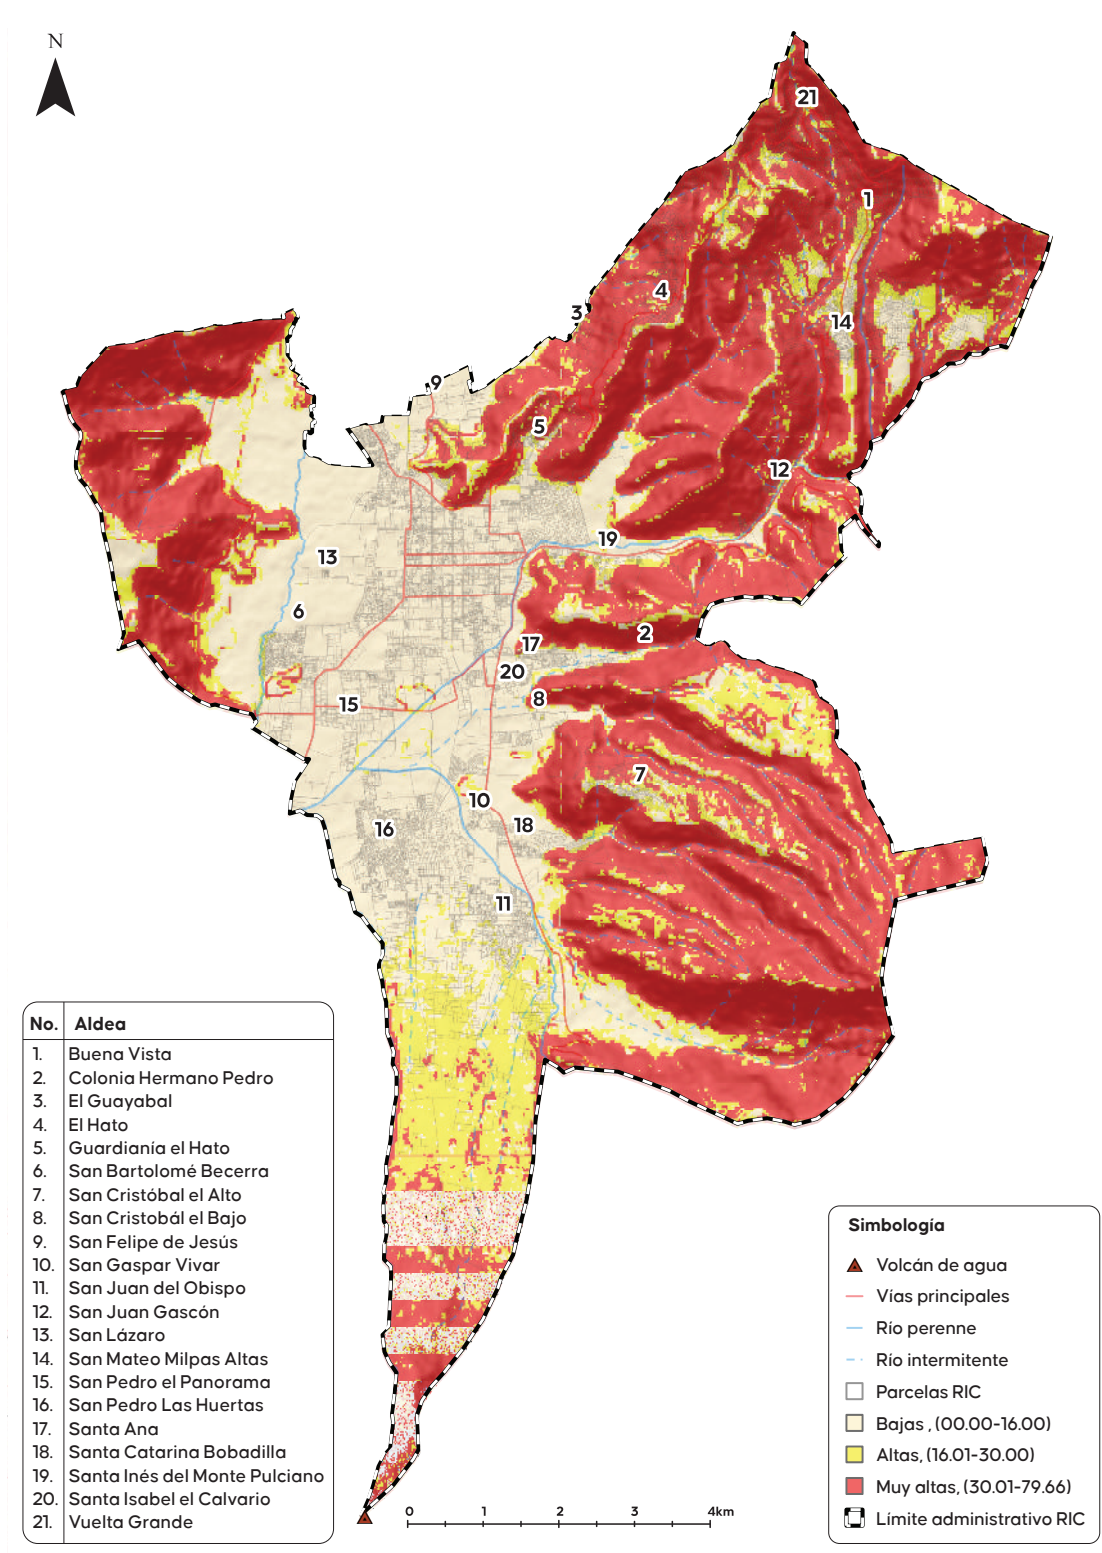 N
21
1
4
3
14
9
5
12
19
13
6
2
17
20
8
15
7
10
18
16
11
No. Aldea
1. Buena Vista
2. Colonia Hermano Pedro
3. El Guayabal
4. El Hato
5. Guardianía el Hato
6. San Bartolomé Becerra
7. San Cristóbal el Alto
8. San Cristobál el Bajo
9. San Felipe de Jesús
10. San Gaspar Vivar
11. San Juan del Obispo
12. San Juan Gascón
13. San Lázaro
14. San Mateo Milpas Altas
15. San Pedro el Panorama
16. San Pedro Las Huertas
17. Santa Ana
18. Santa Catarina Bobadilla
19. Santa Inés del Monte Pulciano
20. Santa Isabel el Calvario
21. Vuelta Grande
0 1 2 3 4km
Simbología
Volcán de agua
Vías principales
Río perenne
Río intermitente
Parcelas RIC
Bajas , (00.00-16.00)
Altas, (16.01-30.00)
Muy altas, (30.01-79.66)
Límite administrativo RIC